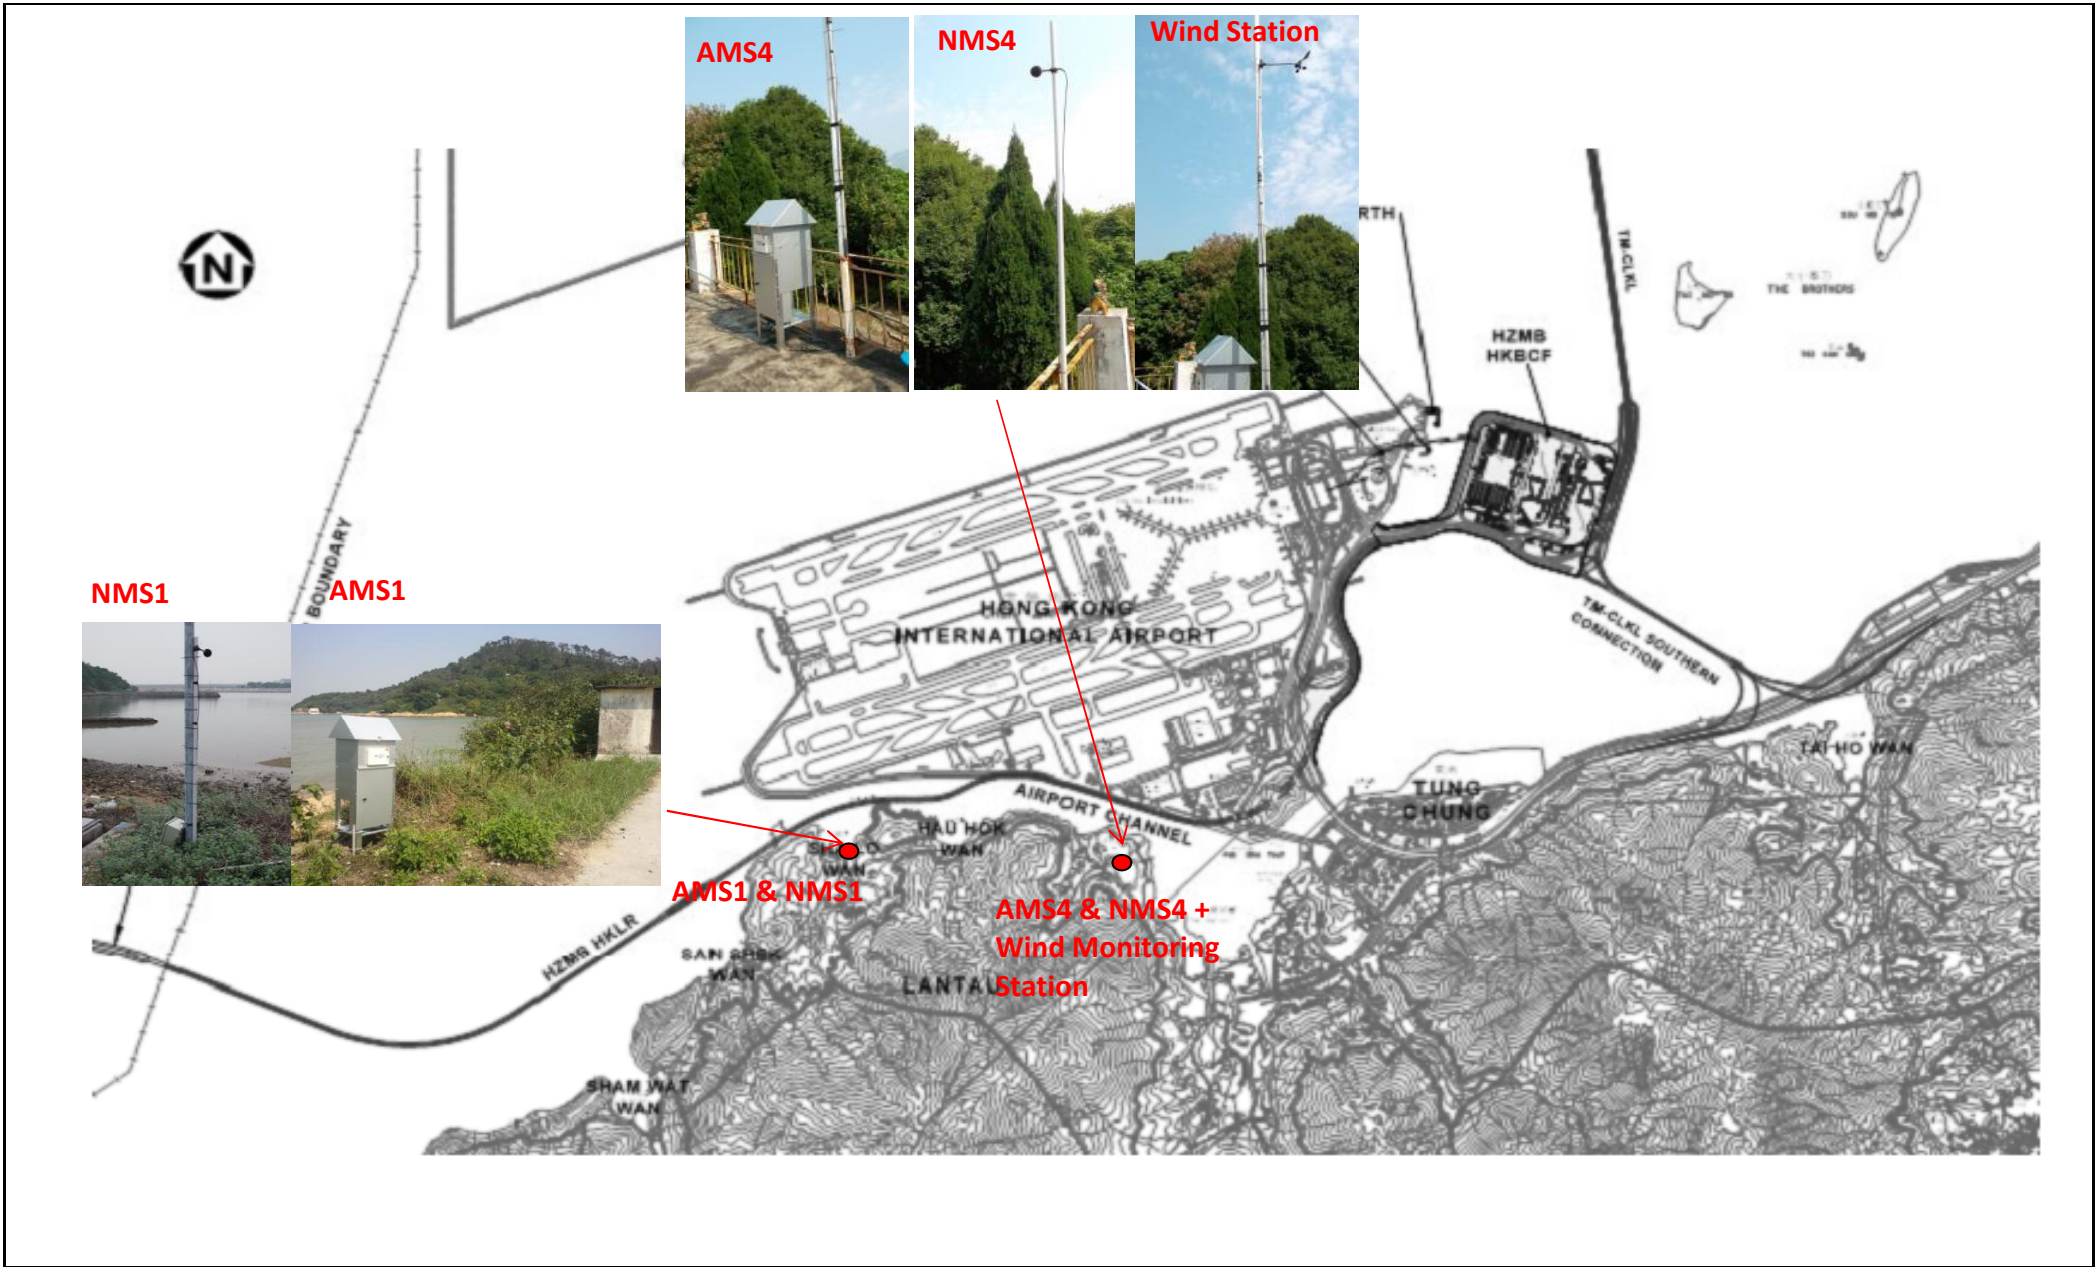 AMS4
NMS4
Wind Station
RTH
TM-CLKL
THE BROTHERS
HZMB
HKBCF
N
BOUNDARY
NMS1
AMS1
HONG KONG
INTERNATIONAL AIRPORT
TM-CLKL SOUTHERN
CONNECTION
TAI HO WAN
TUNG
CHUNG
AIRPORT CHANNEL
HAU HOK
WAN
WAN
AMS1 & NMS1
AMS4 & NMS4 +
Wind Monitoring
Station
HZMB HKLR
SAN SHEK
WAN
LANTAU
SHAM WAT
WAN